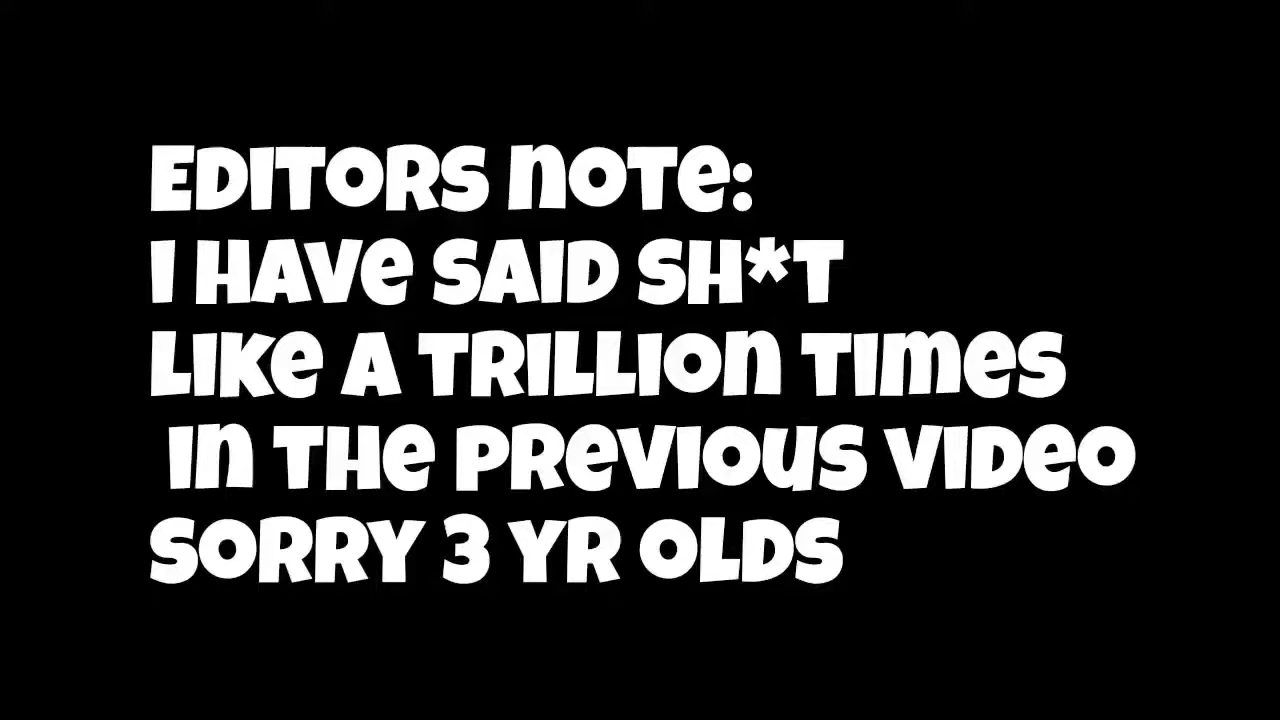 Editors note:
I have said sh*t
like a trillion times
in the previous video
sorry 3 yr olds